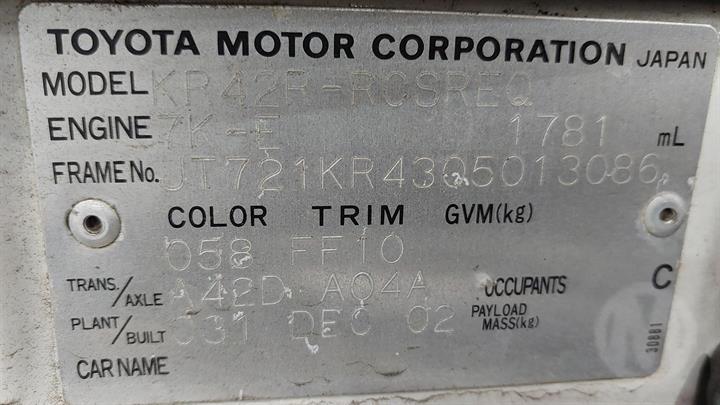 TOYOTA MOTOR CORPORATION JAPAN
MODEL KR42R-RCSREQ
ENGINE 7K-E 1781 mL
FRAME No. JT721KR4305013086
COLOR TRIM GVM(kg)
058 FF10
TRANS./AXLE A42D A04A OCCUPANTS C
PLANT/BUILT 031 DEC 02 PAYLOAD MASS(kg)
CAR NAME
30881